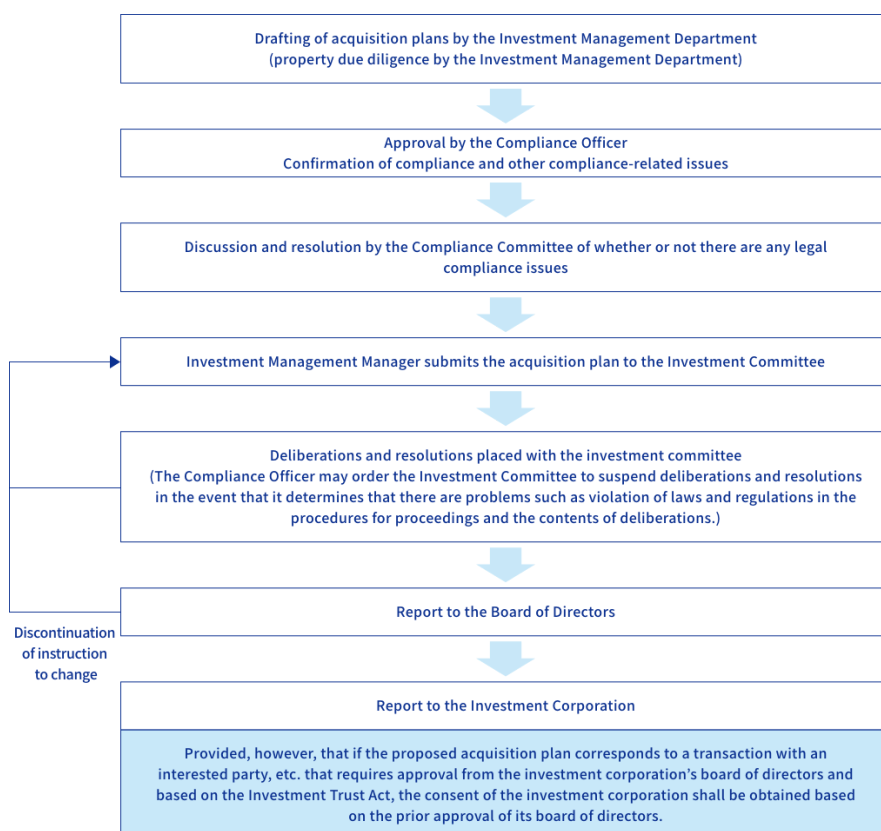 Drafting of acquisition plans by the Investment Management Department
(property due diligence by the Investment Management Department)
Approval by the Compliance Officer
Confirmation of compliance and other compliance-related issues
Discussion and resolution by the Compliance Committee of whether or not there are any legal
compliance issues
Investment Management Manager submits the acquisition plan to the Investment Committee
Deliberations and resolutions placed with the investment committee
(The Compliance Officer may order the Investment Committee to suspend deliberations and resolutions
in the event that it determines that there are problems such as violation of laws and regulations in the
procedures for proceedings and the contents of deliberations.)
Report to the Board of Directors
Discontinuation
of instruction
to change
Report to the Investment Corporation
Provided, however, that if the proposed acquisition plan corresponds to a transaction with an
interested party, etc. that requires approval from the investment corporation's board of directors and
based on the Investment Trust Act, the consent of the investment corporation shall be obtained based
on the prior approval of its board of directors.